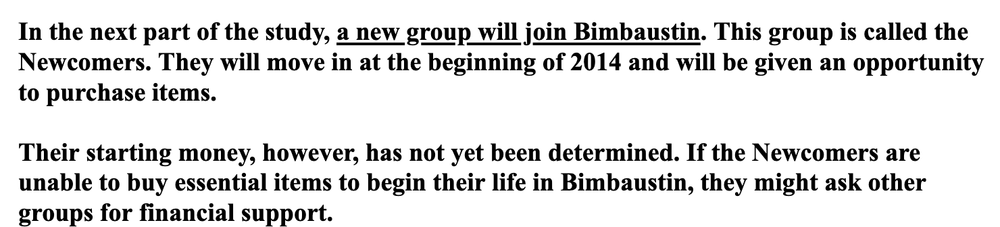 In the next part of the study, a new group will join Bimbaustin. This group is called the
Newcomers. They will move in at the beginning of 2014 and will be given an opportunity
to purchase items.
Their starting money, however, has not yet been determined. If the Newcomers are
unable to buy essential items to begin their life in Bimbaustin, they might ask other
groups for financial support.